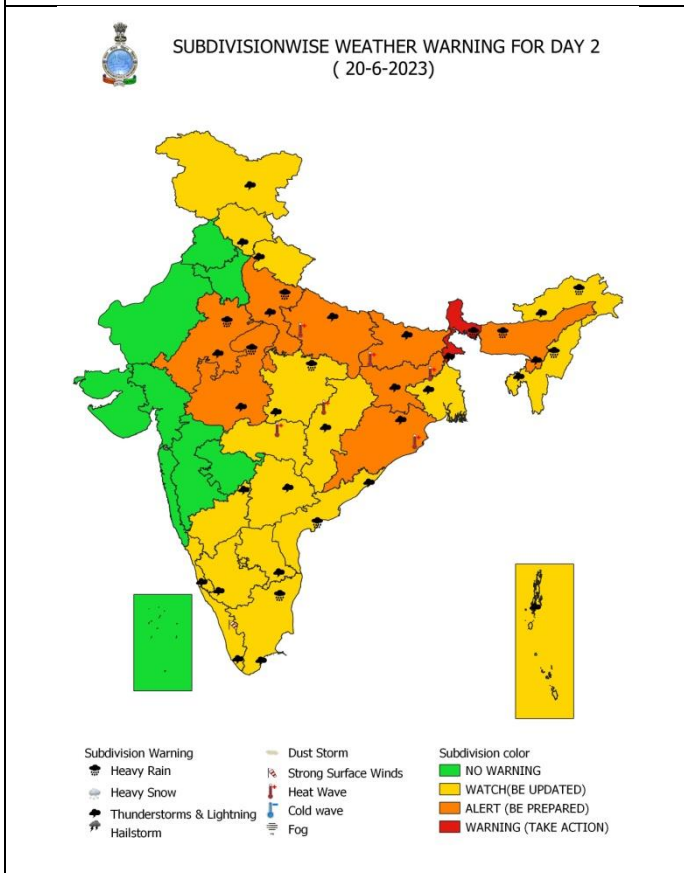 SUBDIVISIONWISE WEATHER WARNING FOR DAY 2
( 20-6-2023)
Subdivision Warning
Heavy Rain
Heavy Snow
Thunderstorms & Lightning
Hailstorm
Dust Storm
Strong Surface Winds
Heat Wave
Cold wave
Fog
Subdivision color
NO WARNING
WATCH(BE UPDATED)
ALERT (BE PREPARED)
WARNING (TAKE ACTION)